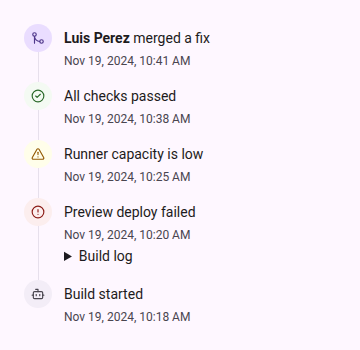 Luis Perez merged a fix
Nov 19, 2024, 10:41 AM
All checks passed
Nov 19, 2024, 10:38 AM
Runner capacity is low
Nov 19, 2024, 10:25 AM
Preview deploy failed
Nov 19, 2024, 10:20 AM
Build log
Build started
Nov 19, 2024, 10:18 AM